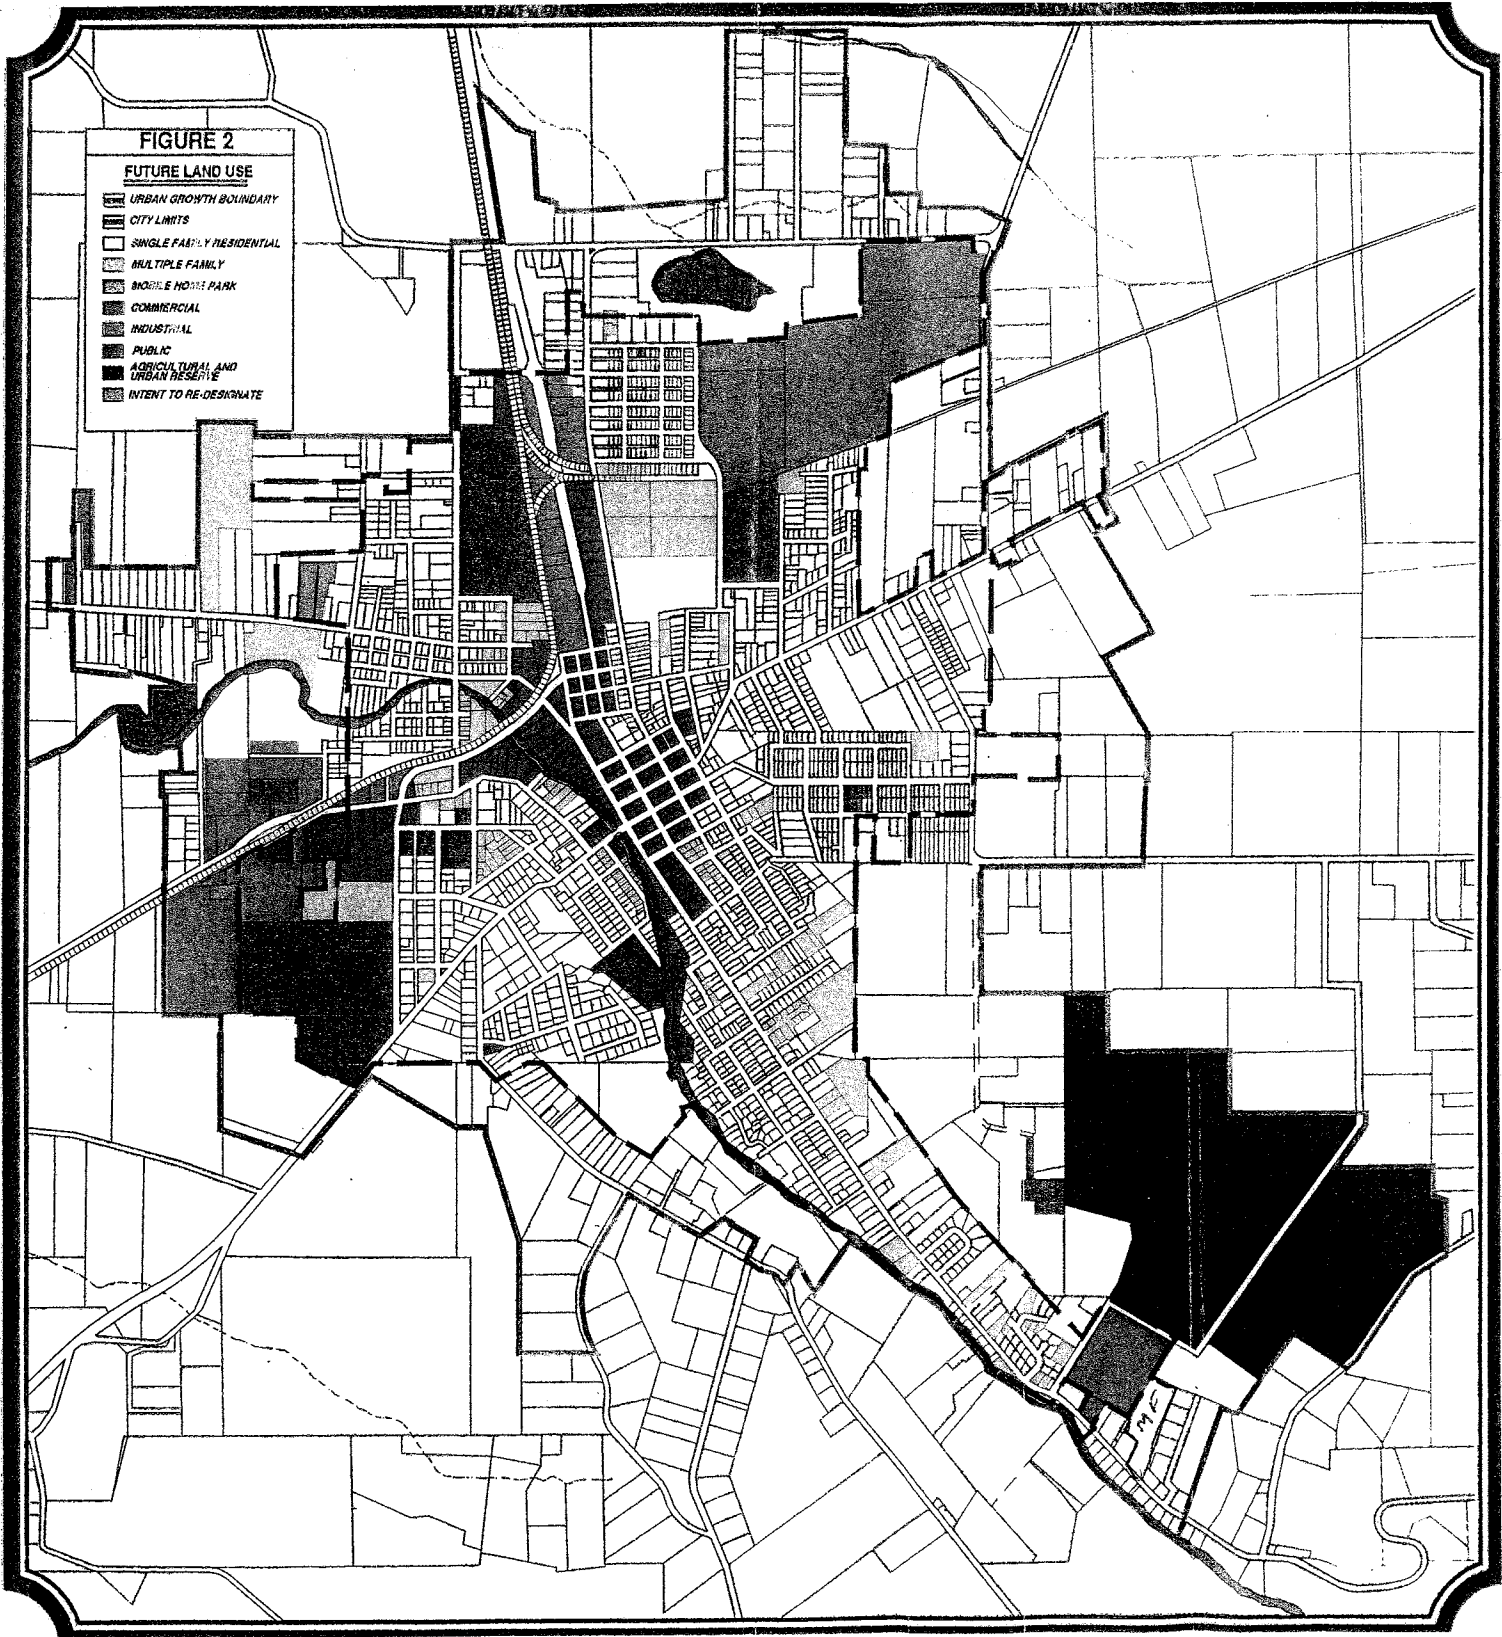 FIGURE 2
FUTURE LAND USE
URBAN GROWTH BOUNDARY
CITY LIMITS
SINGLE FAMILY RESIDENTIAL
MULTIPLE FAMILY
MOBILE HOME PARK
COMMERCIAL
INDUSTRIAL
PUBLIC
AGRICULTURAL AND
URBAN RESERVE
INTENT TO RE-DESIGNATE
MF